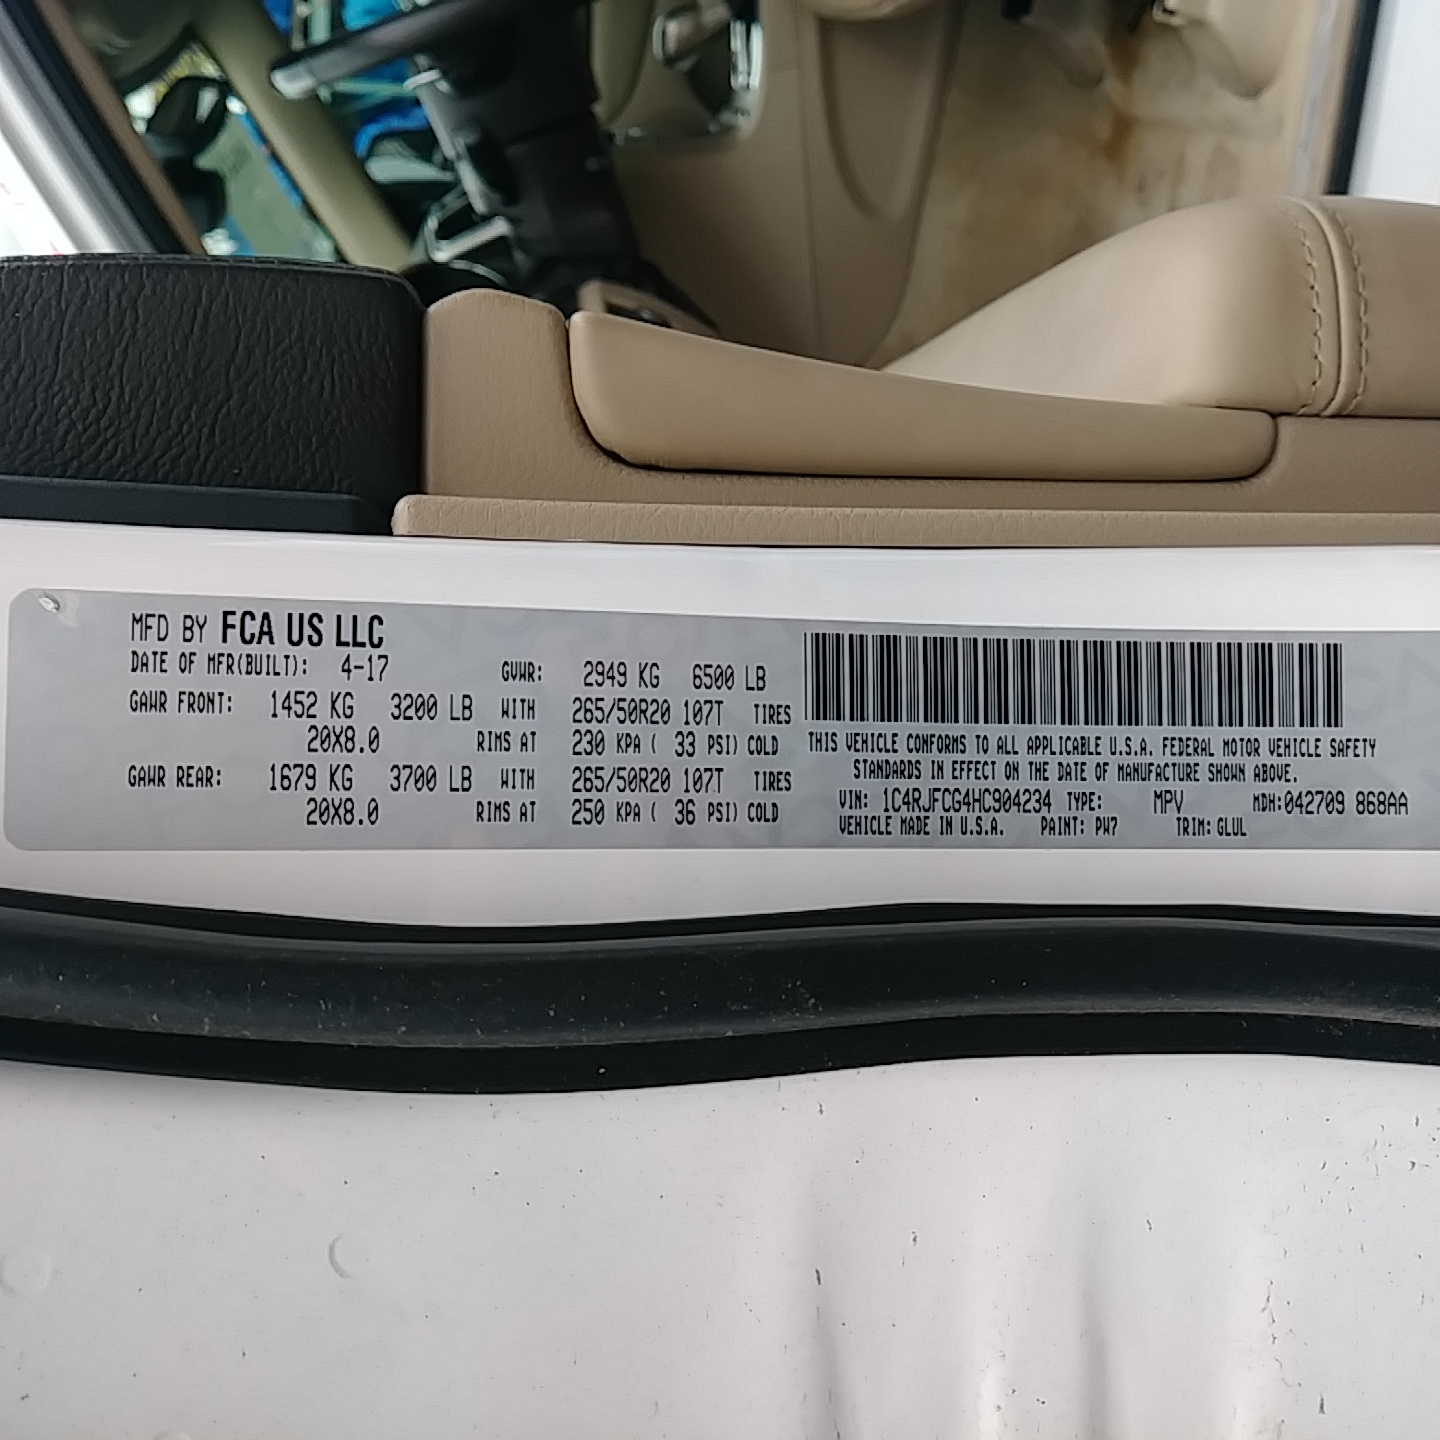 MFD BY FCA US LLC
DATE OF MFR(BUILT): 4-17 GVWR: 2949 KG 6500 LB
GAWR FRONT: 1452 KG 3200 LB WITH 265/50R20 107T TIRES
20X8.0 RIMS AT 230 KPA ( 33 PSI) COLD
GAWR REAR: 1679 KG 3700 LB WITH 265/50R20 107T TIRES
20X8.0 RIMS AT 250 KPA ( 36 PSI) COLD
THIS VEHICLE CONFORMS TO ALL APPLICABLE U.S.A. FEDERAL MOTOR VEHICLE SAFETY
STANDARDS IN EFFECT ON THE DATE OF MANUFACTURE SHOWN ABOVE.
VIN: 1C4RJFCG4HC904234 TYPE: MPV MDH:042709 868AA
VEHICLE MADE IN U.S.A. PAINT: PW7 TRIM: GLUL